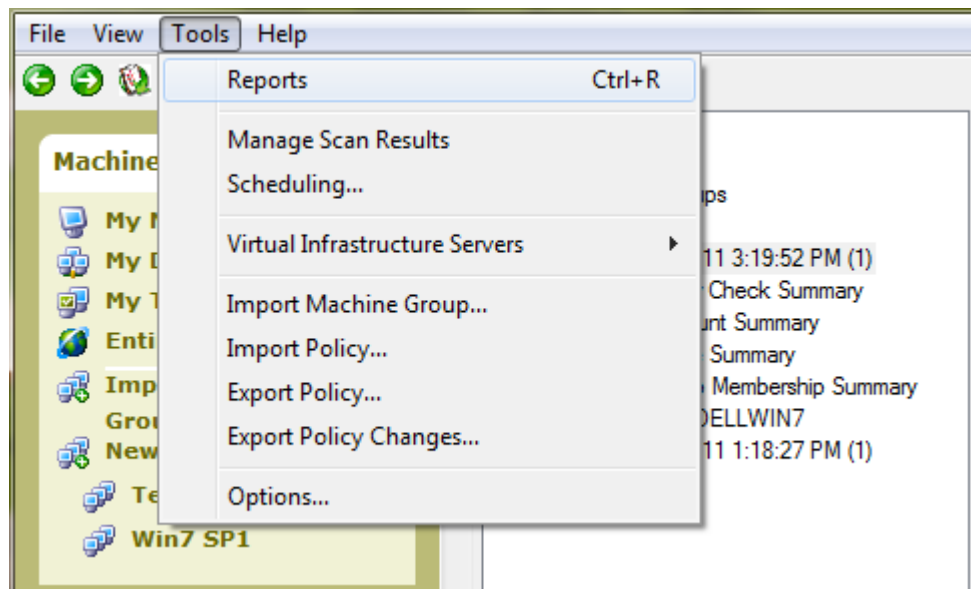 File View Tools Help
Reports Ctrl+R
Manage Scan Results
Scheduling...
Virtual Infrastructure Servers
Import Machine Group...
Import Policy...
Export Policy...
Export Policy Changes...
Options...
Machine
My
My
My
Enti
Imp
Grou
New
Te
Win7 SP1
ups
11 3:19:52 PM (1)
Check Summary
unt Summary
Summary
Membership Summary
DELLWIN7
11 1:18:27 PM (1)